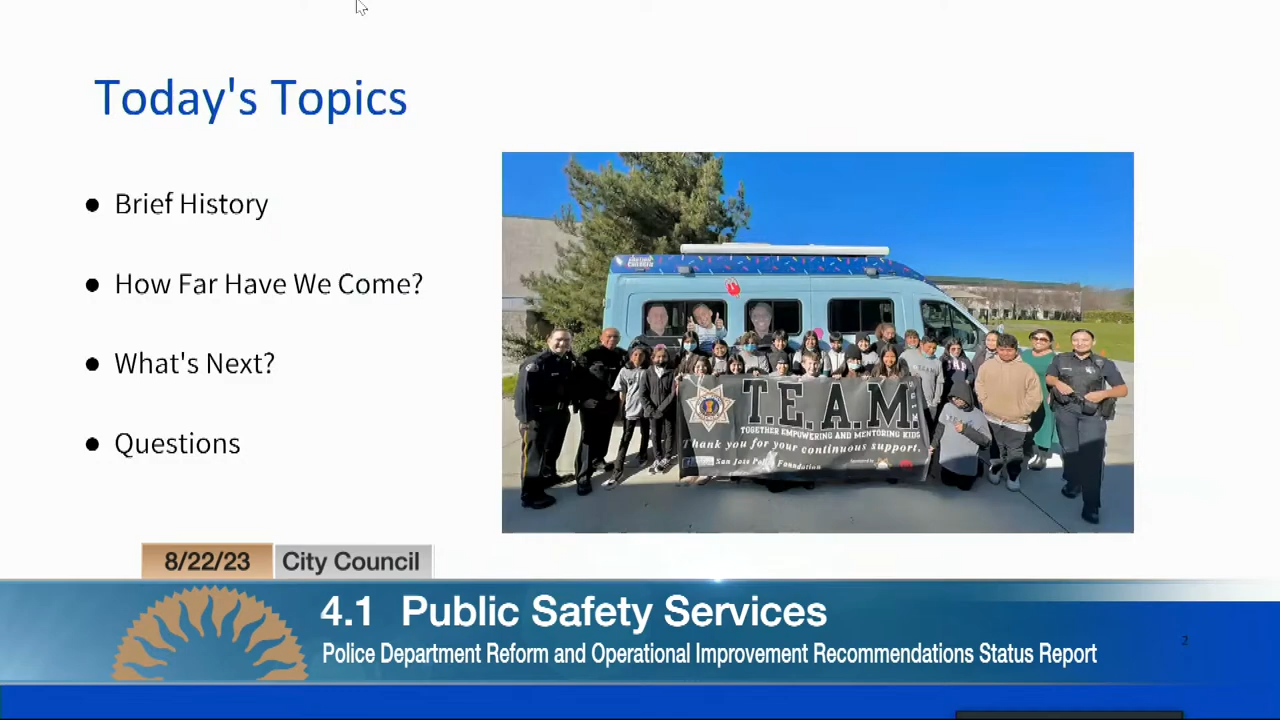 Today's Topics
● Brief History
● How Far Have We Come?
● What's Next?
● Questions
T.E.A.M.
TOGETHER EMPOWERING AND MENTORING KIDS
Thank you for your continuous support.
San Jose Police Foundation
8/22/23 City Council
4.1 Public Safety Services
Police Department Reform and Operational Improvement Recommendations Status Report
2